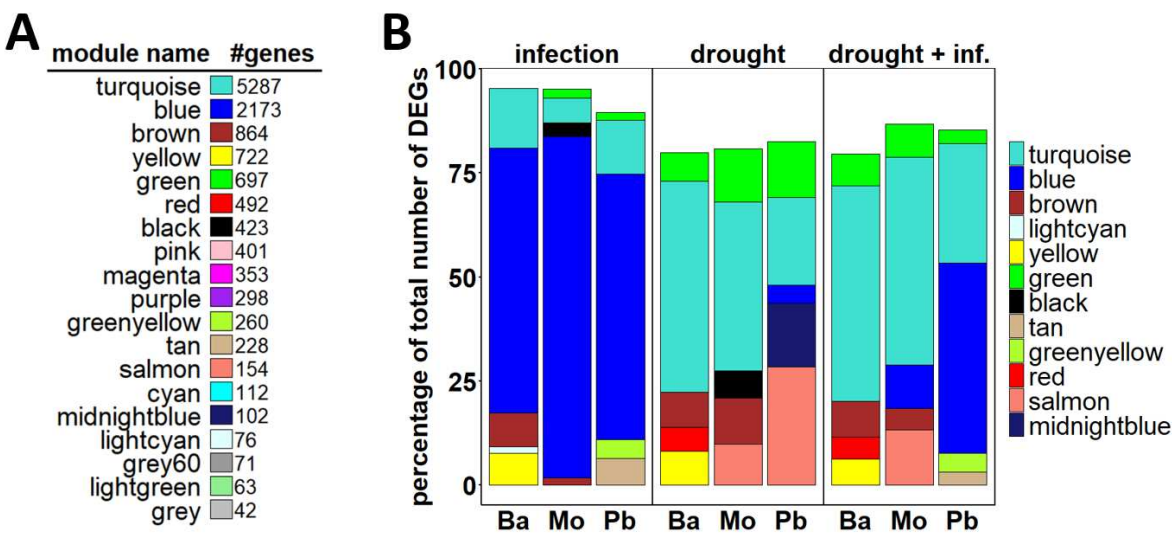 A
module name #genes
turquoise 5287
blue 2173
brown 864
yellow 722
green 697
red 492
black 423
pink 401
magenta 353
purple 298
greenyellow 260
tan 228
salmon 154
cyan 112
midnightblue 102
lightcyan 76
grey60 71
lightgreen 63
grey 42
B
infection drought drought + inf.
percentage of total number of DEGs
100
75
50
25
0
Ba Mo Pb Ba Mo Pb Ba Mo Pb
turquoise
blue
brown
lightcyan
yellow
green
black
tan
greenyellow
red
salmon
midnightblue